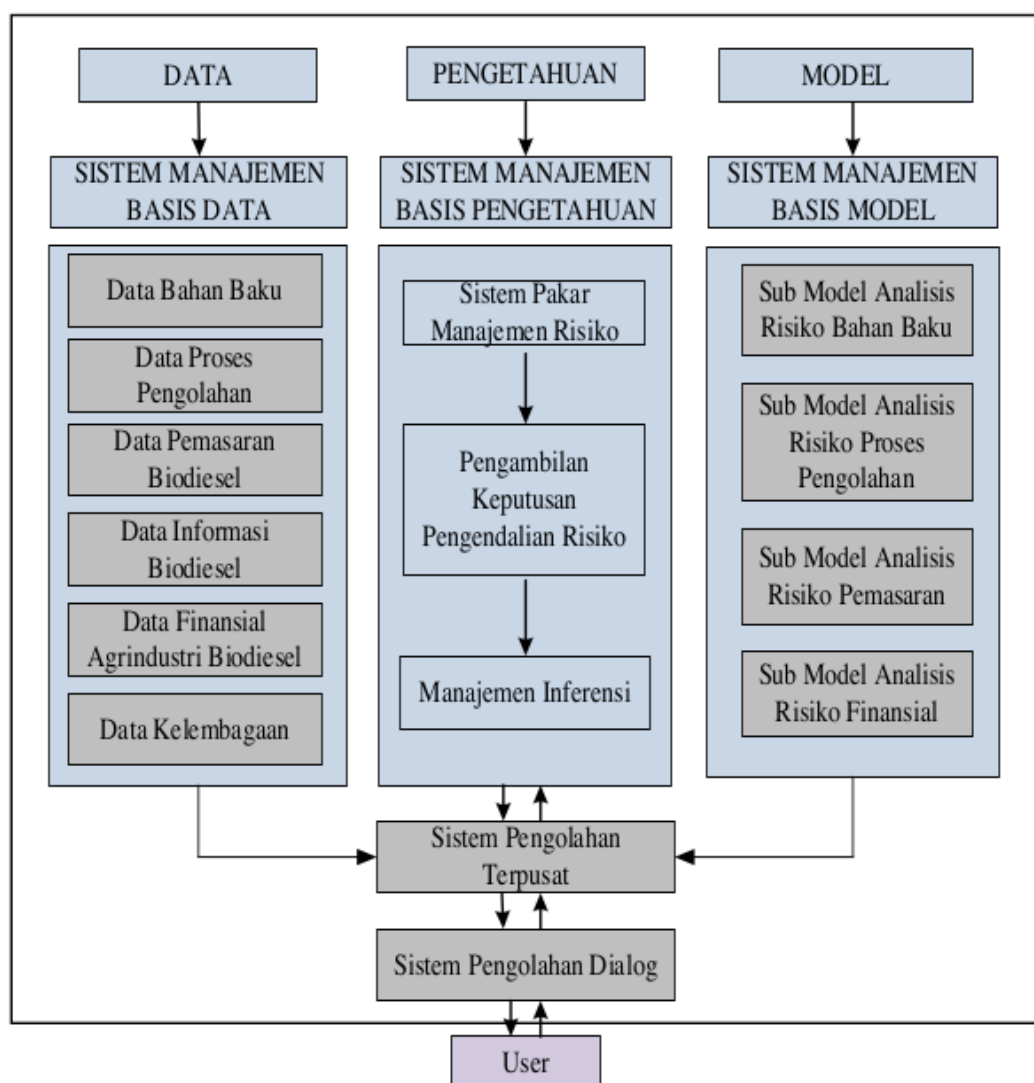 DATA
PENGETAHUAN
MODEL
SISTEM MANAJEMEN
BASIS DATA
SISTEM MANAJEMEN
BASIS PENGETAHUAN
SISTEM MANAJEMEN
BASIS MODEL
Data Bahan Baku
Data Proses
Pengolahan
Data Pemasaran
Biodiesel
Data Informasi
Biodiesel
Data Finansial
Agrindustri Biodiesel
Data Kelembagaan
Sistem Pakar
Manajemen Risiko
Pengambilan
Keputusan
Pengendalian Risiko
Manajemen Inferensi
Sub Model Analisis
Risiko Bahan Baku
Sub Model Analisis
Risiko Proses
Pengolahan
Sub Model Analisis
Risiko Pemasaran
Sub Model Analisis
Risiko Finansial
Sistem Pengolahan
Terpusat
Sistem Pengolahan Dialog
User